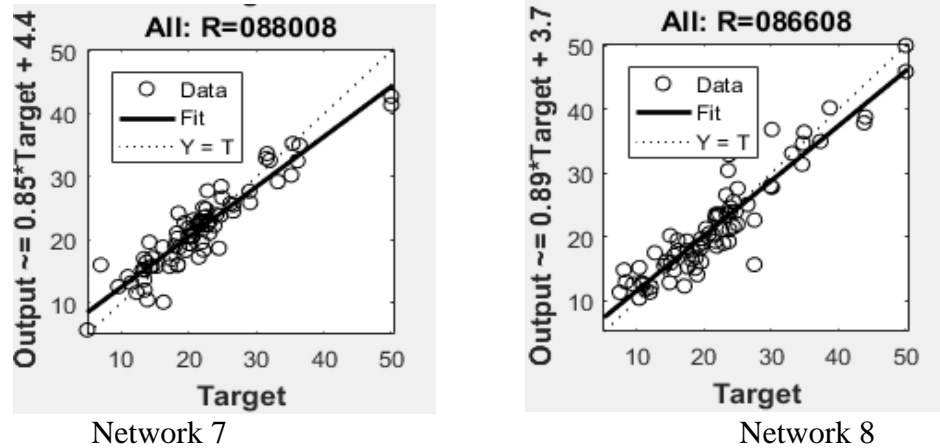 All: R=088008
Output ~= 0.85*Target + 4.4
50
40
30
20
10
Data
Fit
Y = T
10
20
30
40
50
Target
Network 7
All: R=086608
Output ~= 0.89*Target + 3.7
50
40
30
20
10
Data
Fit
Y = T
10
20
30
40
50
Target
Network 8